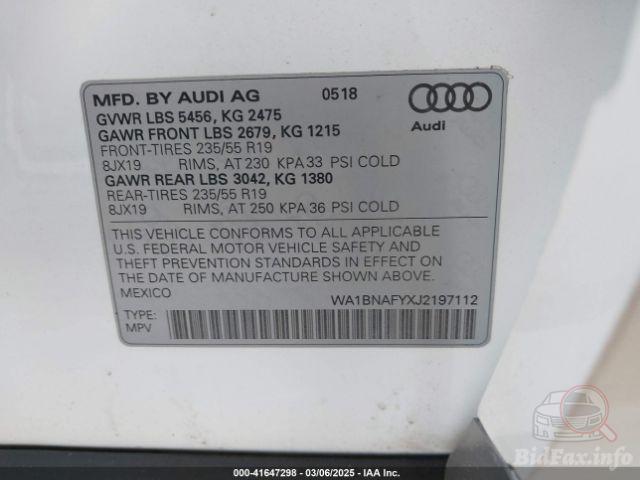 MFD. BY AUDI AG 0518
GVWR LBS 5456, KG 2475
GAWR FRONT LBS 2679, KG 1215
FRONT-TIRES 235/55 R19
8JX19 RIMS, AT 230 KPA 33 PSI COLD
GAWR REAR LBS 3042, KG 1380
REAR-TIRES 235/55 R19
8JX19 RIMS, AT 250 KPA 36 PSI COLD
Audi
THIS VEHICLE CONFORMS TO ALL APPLICABLE
U.S. FEDERAL MOTOR VEHICLE SAFETY AND
THEFT PREVENTION STANDARDS IN EFFECT ON
THE DATE OF MANUFACTURE SHOWN ABOVE.
MEXICO WA1BNAFYXJ2197112
TYPE:
MPV
BidFax.info
000-41647298 - 03/06/2025 - IAA Inc.